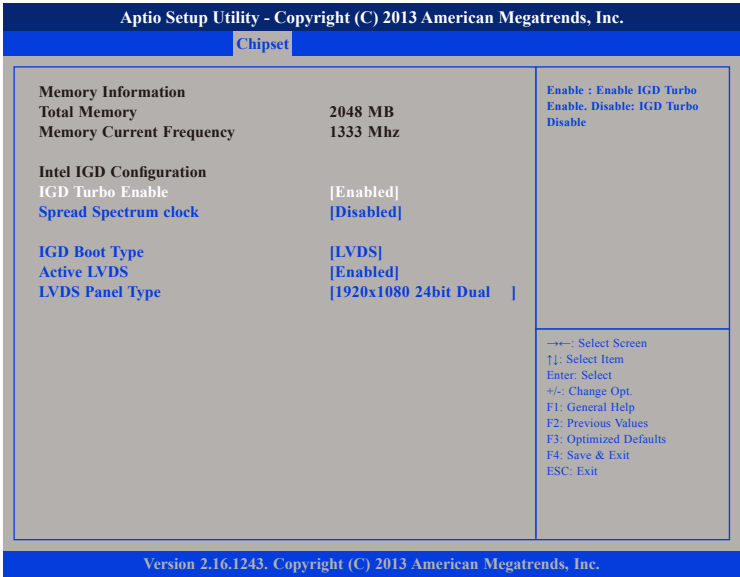 Aptio Setup Utility - Copyright (C) 2013 American Megatrends, Inc.
Chipset
Memory Information
Total Memory 2048 MB
Memory Current Frequency 1333 Mhz
Intel IGD Configuration
IGD Turbo Enable [Enabled]
Spread Spectrum clock [Disabled]
IGD Boot Type [LVDS]
Active LVDS [Enabled]
LVDS Panel Type [1920x1080 24bit Dual ]
Enable : Enable IGD Turbo
Enable. Disable: IGD Turbo
Disable
→←: Select Screen
↑↓: Select Item
Enter: Select
+/-: Change Opt.
F1: General Help
F2: Previous Values
F3: Optimized Defaults
F4: Save & Exit
ESC: Exit
Version 2.16.1243. Copyright (C) 2013 American Megatrends, Inc.